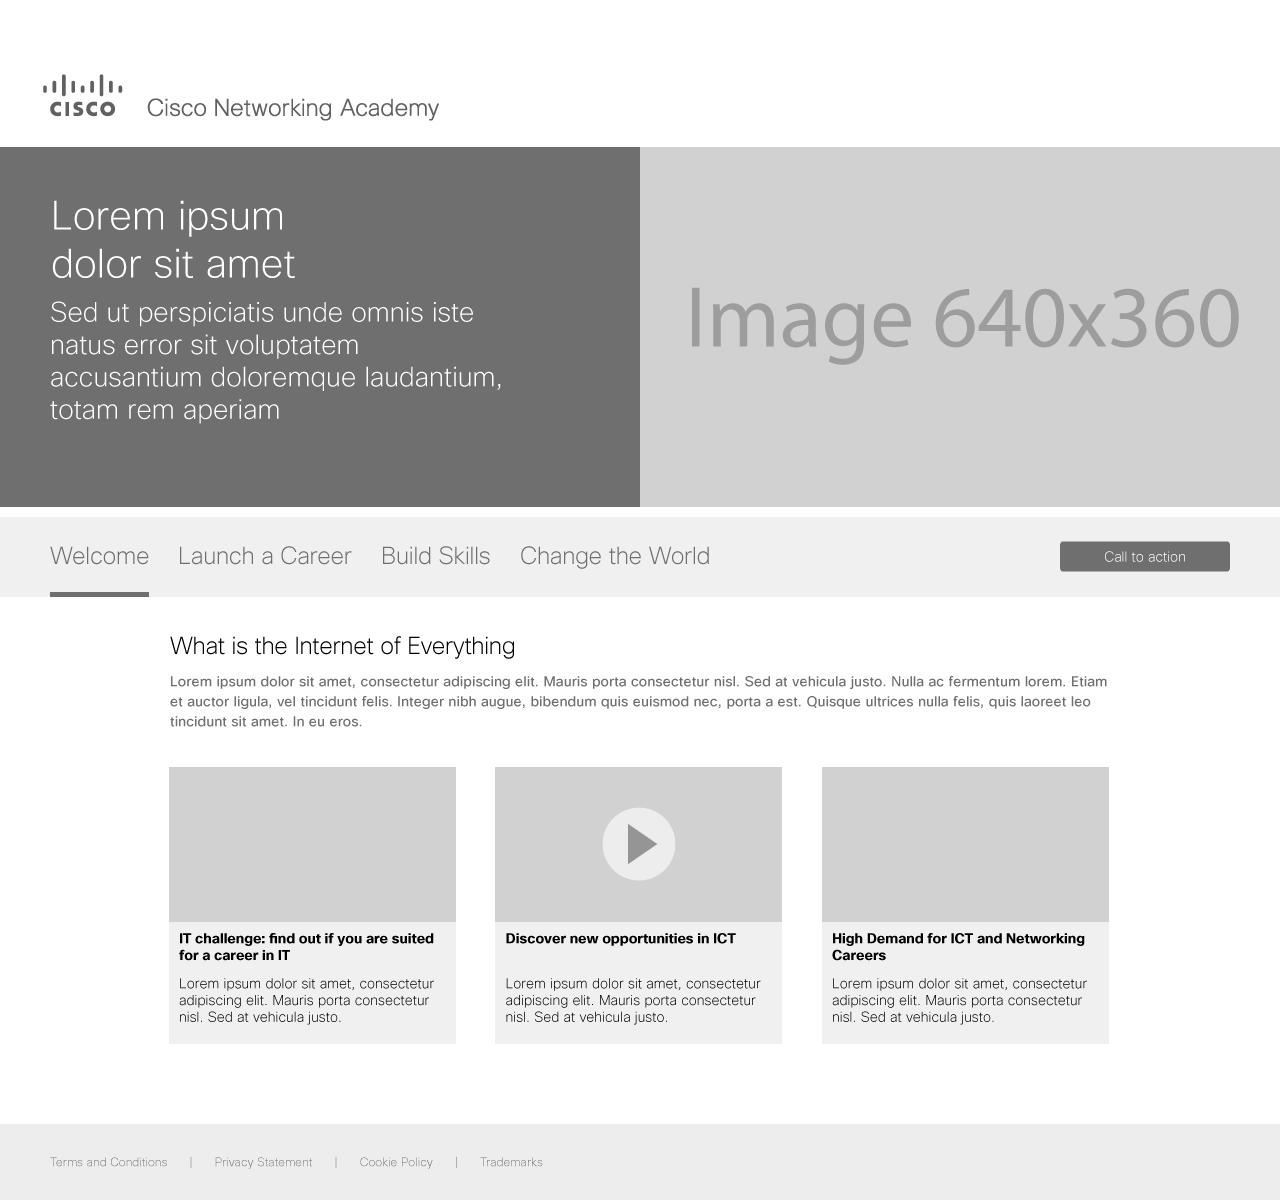 CISCO
Cisco Networking Academy
Lorem ipsum
dolor sit amet
Sed ut perspiciatis unde omnis iste
natus error sit voluptatem
accusantium doloremque laudantium,
totam rem aperiam
Image 640x360
Welcome
Launch a Career
Build Skills
Change the World
Call to action
What is the Internet of Everything
Lorem ipsum dolor sit amet, consectetur adipiscing elit. Mauris porta consectetur nisl. Sed at vehicula justo. Nulla ac fermentum lorem. Etiam
et auctor ligula, vel tincidunt felis. Integer nibh augue, bibendum quis euismod nec, porta a est. Quisque ultrices nulla felis, quis laoreet leo
tincidunt sit amet. In eu eros.
IT challenge: find out if you are suited
for a career in IT
Lorem ipsum dolor sit amet, consectetur
adipiscing elit. Mauris porta consectetur
nisl. Sed at vehicula justo.
Discover new opportunities in ICT
Lorem ipsum dolor sit amet, consectetur
adipiscing elit. Mauris porta consectetur
nisl. Sed at vehicula justo.
High Demand for ICT and Networking
Careers
Lorem ipsum dolor sit amet, consectetur
adipiscing elit. Mauris porta consectetur
nisl. Sed at vehicula justo.
Terms and Conditions | Privacy Statement | Cookie Policy | Trademarks